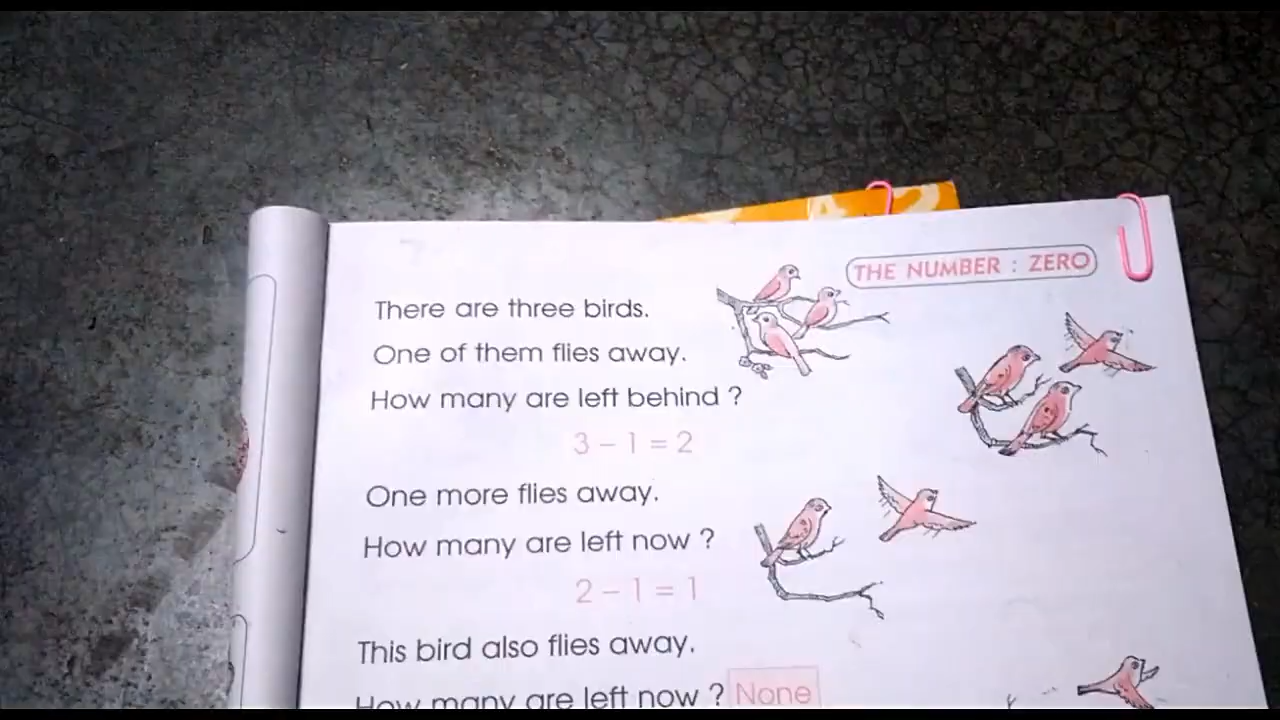 THE NUMBER : ZERO
There are three birds.
One of them flies away.
How many are left behind ?
3 – 1 = 2
One more flies away.
How many are left now ?
2 – 1 = 1
This bird also flies away.
How many are left now ? None